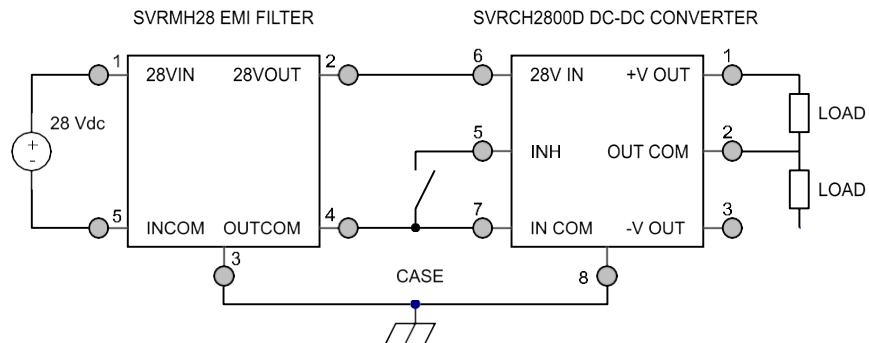 SVRMH28 EMI FILTER
SVRCH2800D DC-DC CONVERTER
1
28VIN
28VOUT
2
6
28V IN
+V OUT
1
28 Vdc
+
-
LOAD
5
INH
OUT COM
2
LOAD
5
INCOM
OUTCOM
4
7
IN COM
-V OUT
3
3
CASE
8